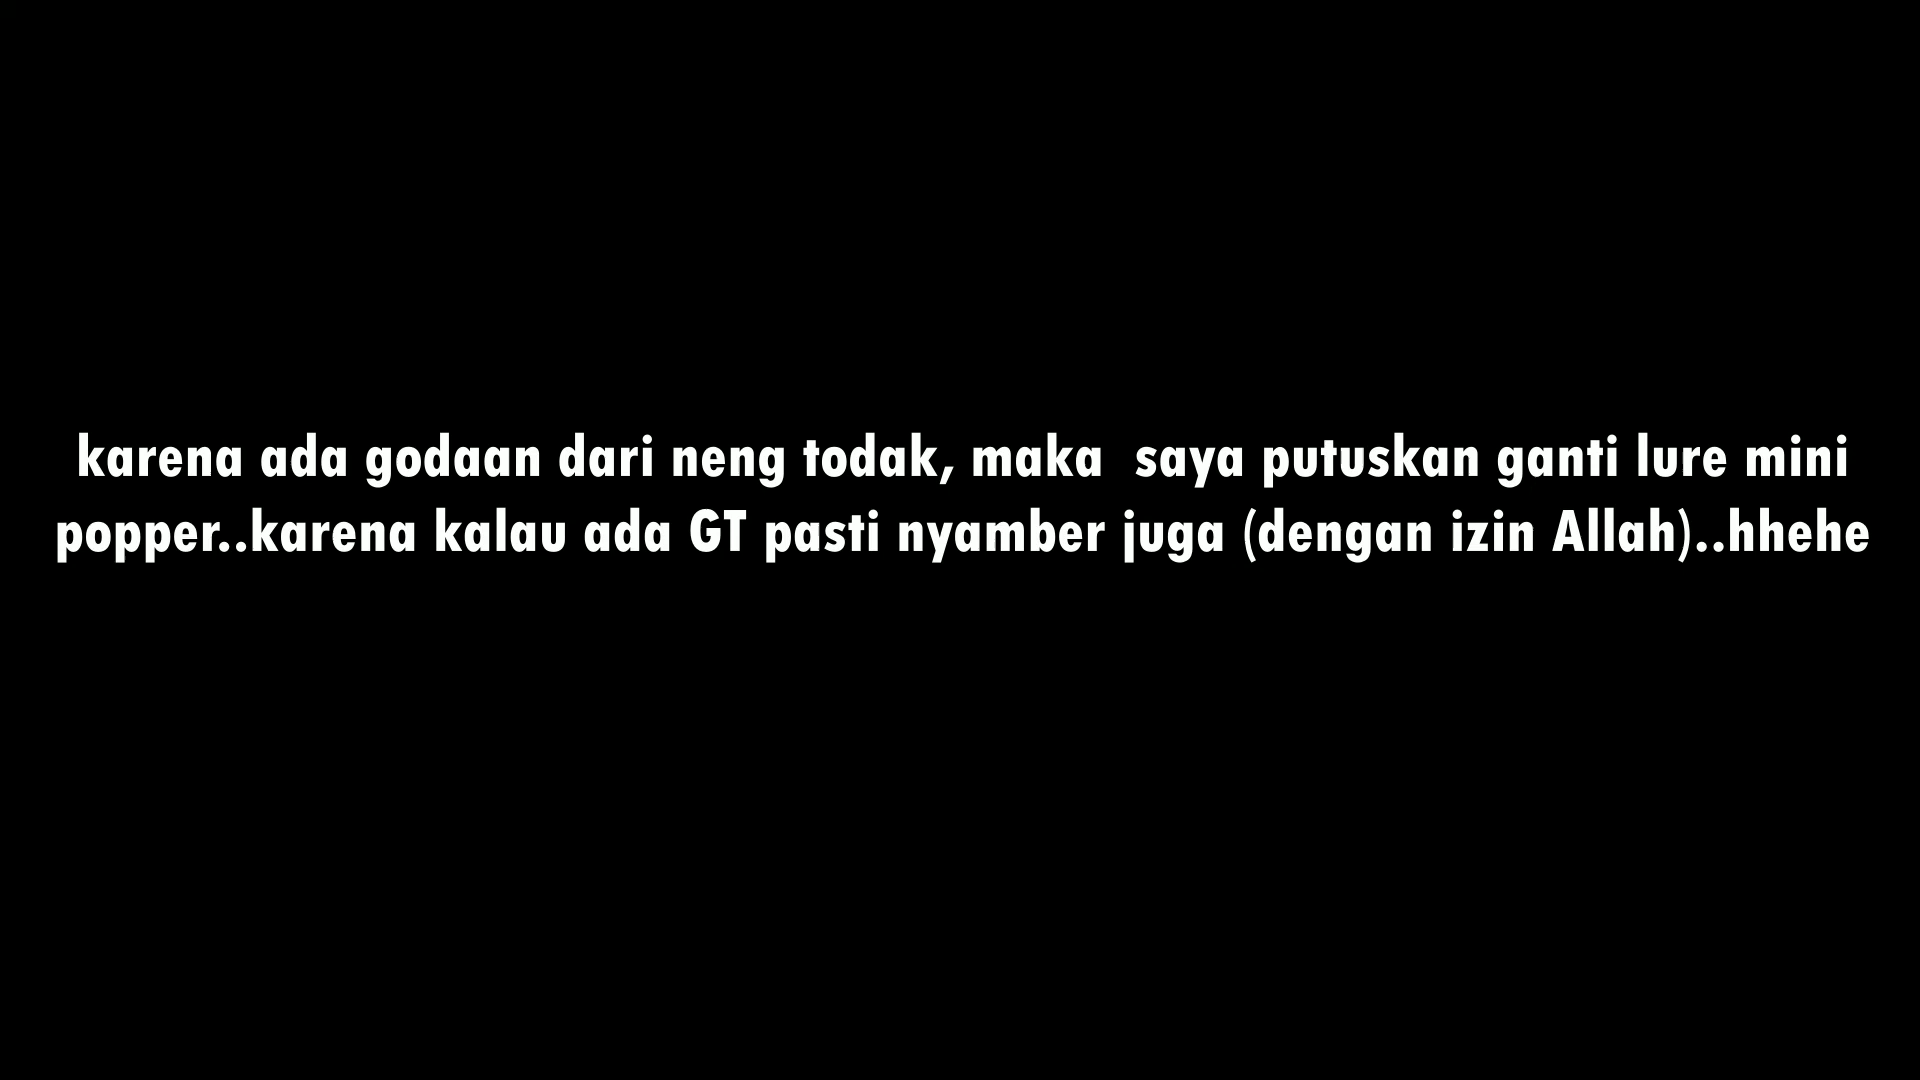 karena ada godaan dari neng todak, maka  saya putuskan ganti lure mini
popper..karena kalau ada GT pasti nyamber juga (dengan izin Allah)..hhehe